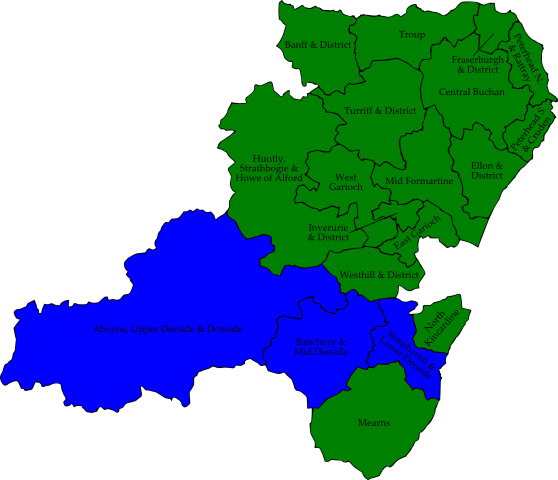 Banff & District
Troup
Fraserburgh
& District
Peterhead N.
& Rattray
Central Buchan
Turriff & District
Peterhead S.
& Cruden
Huntly,
Strathbogie &
Howe of Alford
West
Garioch
Mid Formartine
Ellon &
District
Inverurie
& District
East Garioch
Westhill & District
Aboyne, Upper Deeside & Donside
Banchory &
Mid Deeside
Stonehaven &
Lower Deeside
North
Kincardine
Mearns